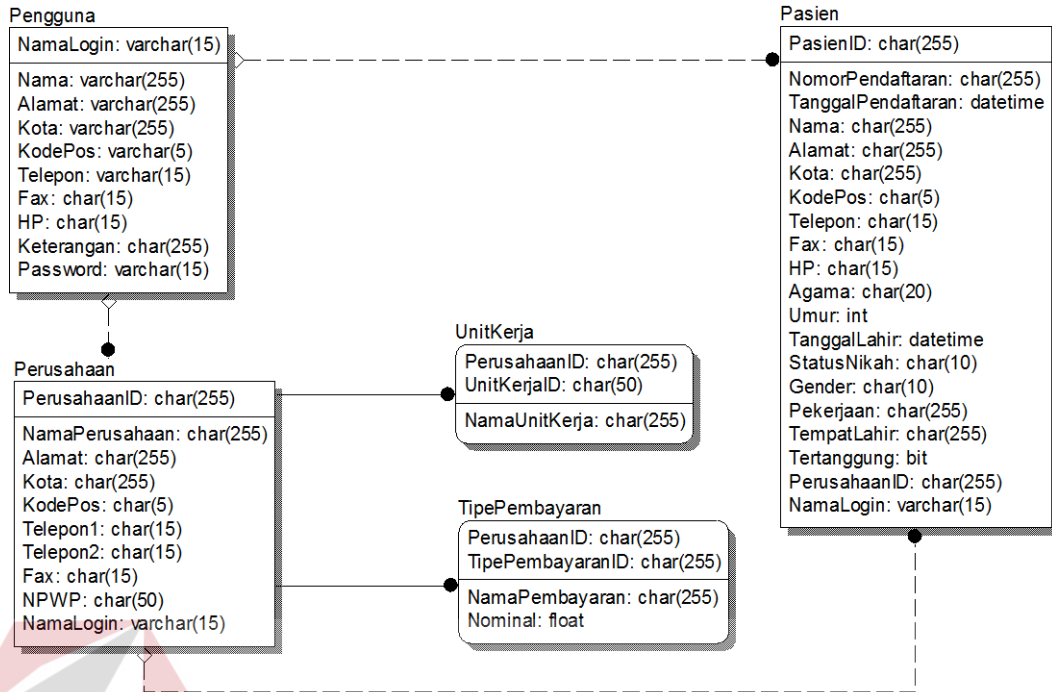 Pengguna
NamaLogin: varchar(15)
Nama: varchar(255)
Alamat: varchar(255)
Kota: varchar(255)
KodePos: varchar(5)
Telepon: varchar(15)
Fax: char(15)
HP: char(15)
Keterangan: char(255)
Password: varchar(15)
Pasien
PasienID: char(255)
NomorPendaftaran: char(255)
TanggalPendaftaran: datetime
Nama: char(255)
Alamat: char(255)
Kota: char(255)
KodePos: char(5)
Telepon: char(15)
Fax: char(15)
HP: char(15)
Agama: char(20)
Umur: int
TanggalLahir: datetime
StatusNikah: char(10)
Gender: char(10)
Pekerjaan: char(255)
TempatLahir: char(255)
Tertanggung: bit
PerusahaanID: char(255)
NamaLogin: varchar(15)
Perusahaan
PerusahaanID: char(255)
NamaPerusahaan: char(255)
Alamat: char(255)
Kota: char(255)
KodePos: char(5)
Telepon1: char(15)
Telepon2: char(15)
Fax: char(15)
NPWP: char(50)
NamaLogin: varchar(15)
UnitKerja
PerusahaanID: char(255)
UnitKerjaID: char(50)
NamaUnitKerja: char(255)
TipePembayaran
PerusahaanID: char(255)
TipePembayaranID: char(255)
NamaPembayaran: char(255)
Nominal: float